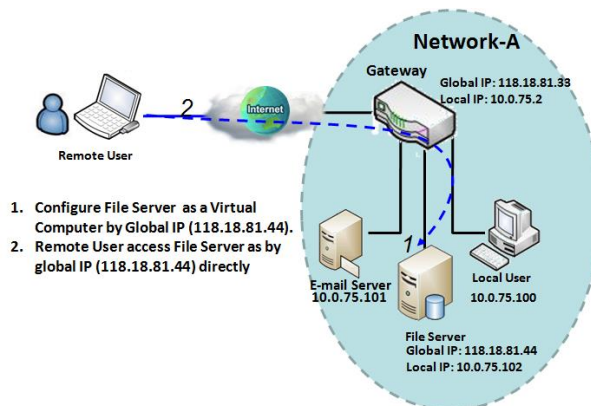 Network-A
Gateway
Global IP: 118.18.81.33
Local IP: 10.0.75.2
2
Internet
Remote User
1. Configure File Server as a Virtual
Computer by Global IP (118.18.81.44).
2. Remote User access File Server as by
global IP (118.18.81.44) directly
1
E-mail Server
10.0.75.101
Local User
10.0.75.100
File Server
Global IP: 118.18.81.44
Local IP: 10.0.75.102